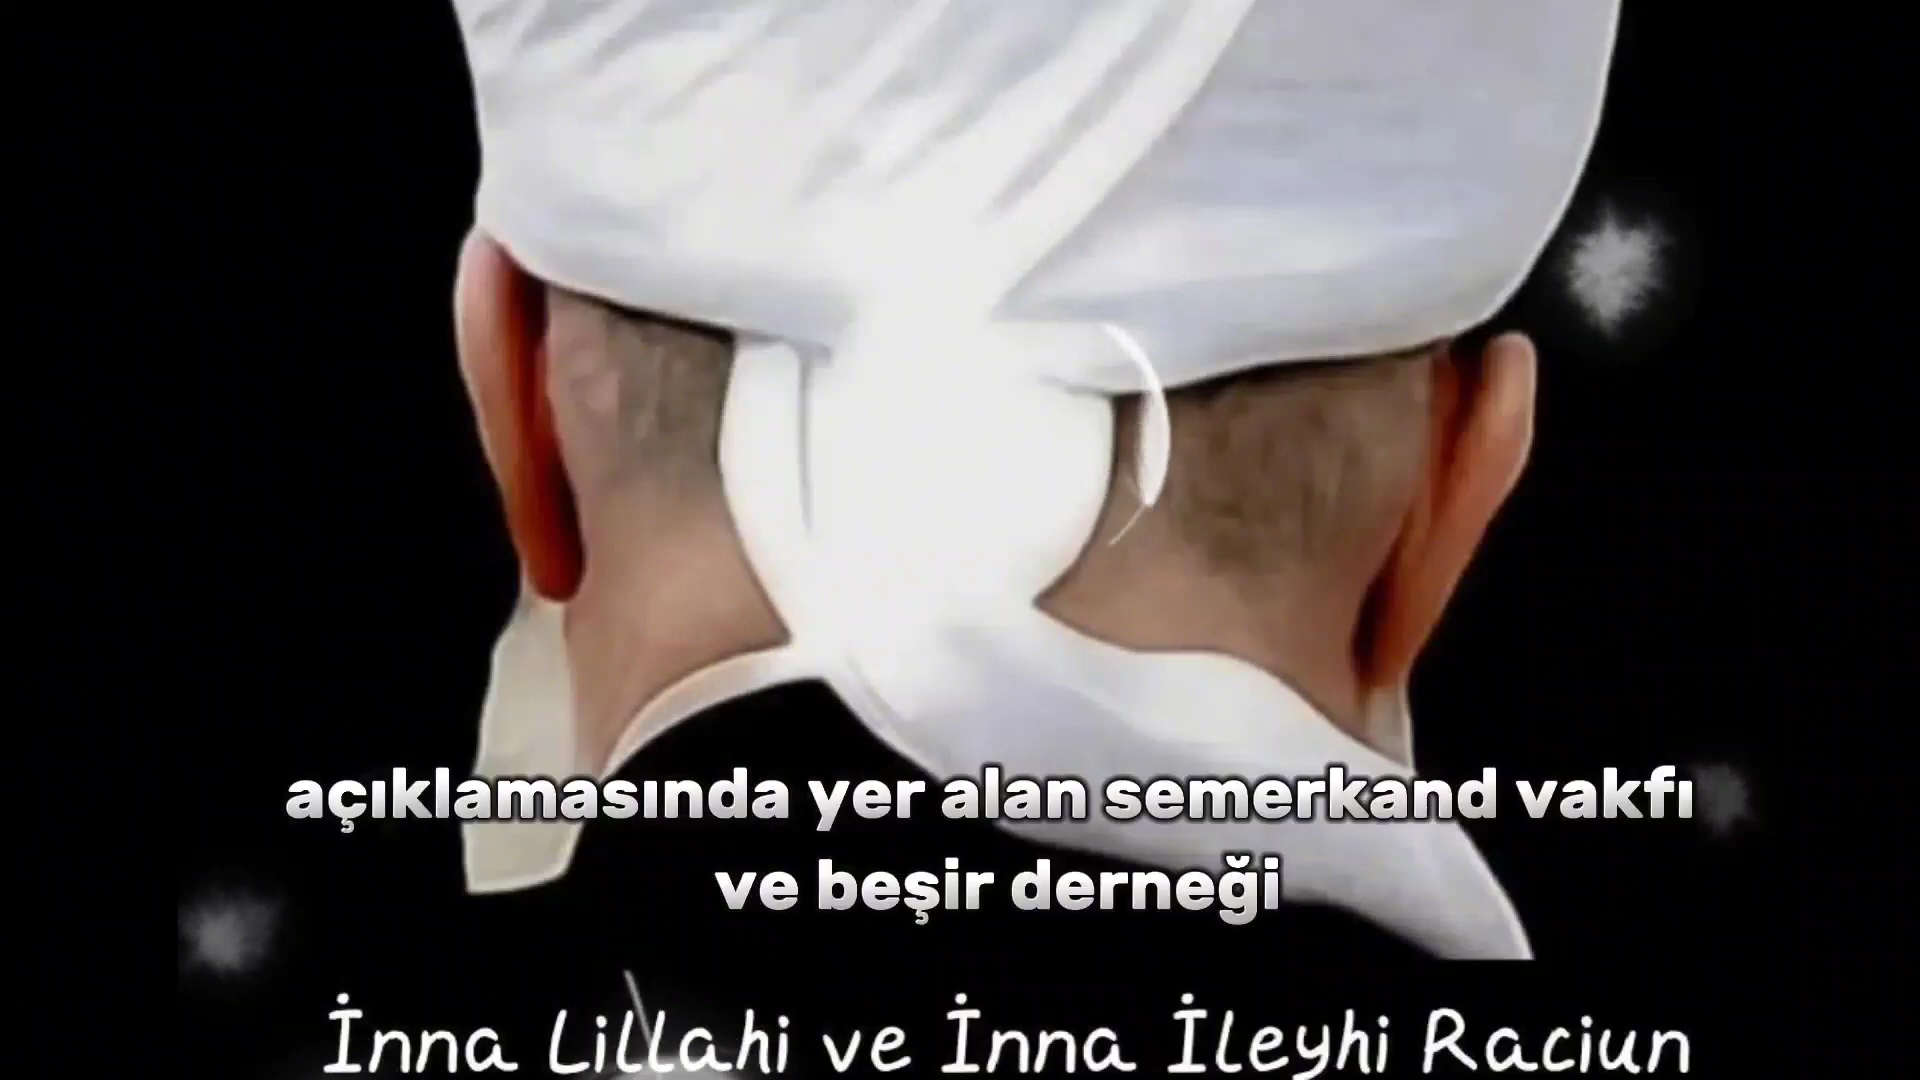 açıklamasında yer alan semerkand vakfı
ve beşir derneği
İnna Lillahi ve İnna İleyhi Raciun